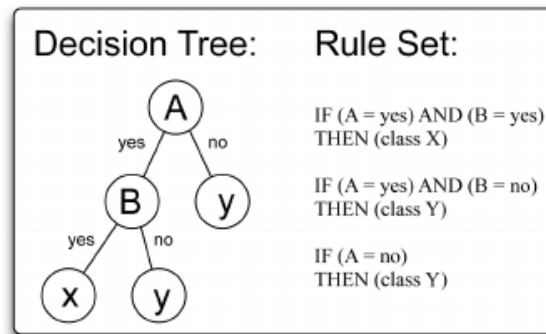 Decision Tree:
A
yes
no
B
y
yes
no
x
y
Rule Set:
IF (A = yes) AND (B = yes)
THEN (class X)
IF (A = yes) AND (B = no)
THEN (class Y)
IF (A = no)
THEN (class Y)